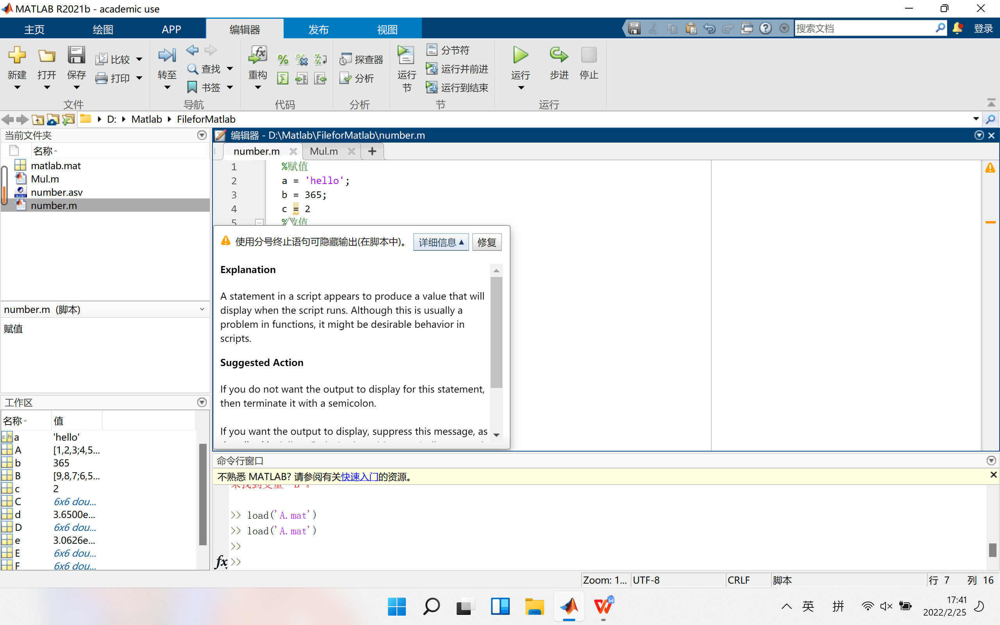 MATLAB R2021b - academic use
主页 绘图 APP 编辑器 发布 视图 搜索文档 登录
新建 打开 保存 比较 打印 转至 查找 书签 重构 探查器 分析 运行节 分节符 运行并前进 运行到结束 运行 步进 停止
文件 导航 代码 分析 节 运行
D: Matlab FileforMatlab
当前文件夹
名称
matlab.mat
Mul.m
number.asv
number.m
number.m (脚本)
赋值
工作区
名称 值
a 'hello'
A [1,2,3;4,5...
b 365
B [9,8,7;6,5...
c 2
C 6x6 dou...
d 3.6500e...
D 6x6 dou...
e 3.0626e...
E 6x6 dou...
F 6x6 dou...
编辑器 - D:\Matlab\FileforMatlab\number.m
number.m Mul.m
1 %赋值
2 a = 'hello';
3 b = 365;
4 c = 2
5 %数值
使用分号终止语句可隐藏输出(在脚本中)。 详细信息 修复
Explanation
A statement in a script appears to produce a value that will
display when the script runs. Although this is usually a
problem in functions, it might be desirable behavior in
scripts.
Suggested Action
If you do not want the output to display for this statement,
then terminate it with a semicolon.
If you want the output to display, suppress this message, as
命令行窗口
不熟悉 MATLAB? 请参阅有关快速入门的资源。
未找到变量 'B'。
>> load('A.mat')
>> load('A.mat')
>>
fx >>
Zoom: 1... UTF-8 CRLF 脚本 行 7 列 16
英 拼 17:41
2022/2/25